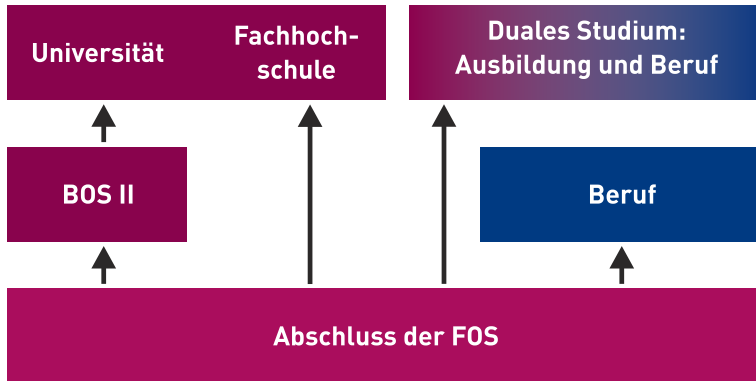 Universität
Fachhoch-
schule
Duales Studium:
Ausbildung und Beruf
BOS II
Beruf
Abschluss der FOS